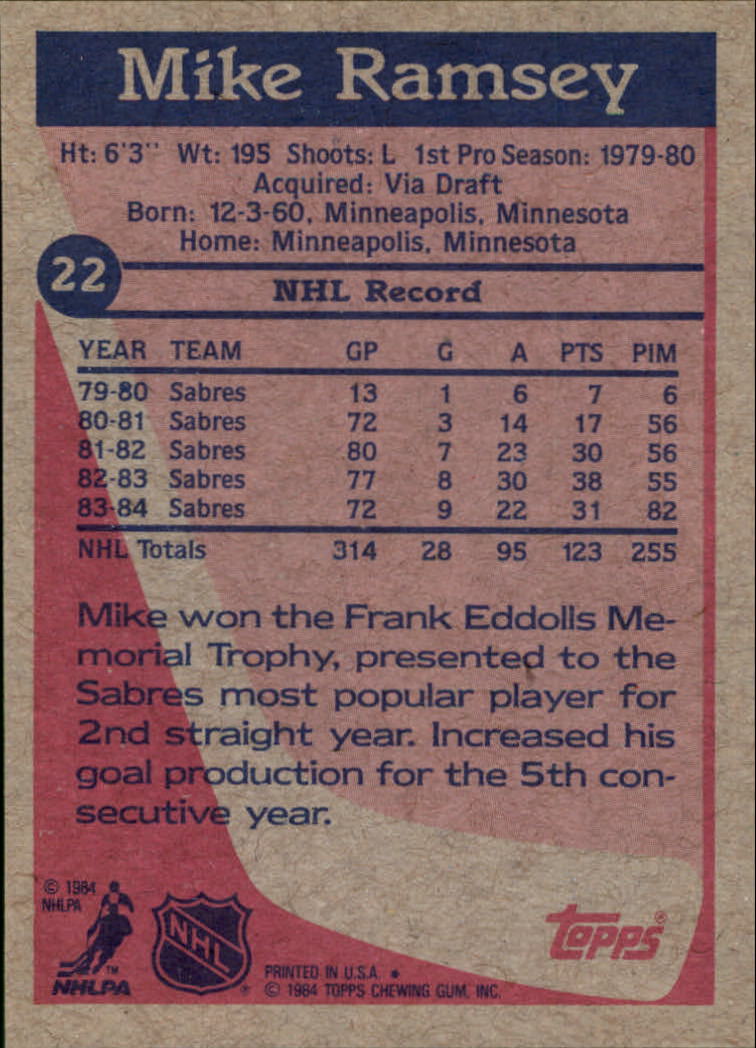 Mike Ramsey
Ht: 6'3" Wt: 195 Shoots: L 1st Pro Season: 1979-80
Acquired: Via Draft
Born: 12-3-60, Minneapolis, Minnesota
Home: Minneapolis, Minnesota
22
NHL Record
YEAR TEAM GP G A PTS PIM
79-80 Sabres 13 1 6 7 6
80-81 Sabres 72 3 14 17 56
81-82 Sabres 80 7 23 30 56
82-83 Sabres 77 8 30 38 55
83-84 Sabres 72 9 22 31 82
NHL Totals 314 28 95 123 255
Mike won the Frank Eddolls Me-
morial Trophy, presented to the
Sabres most popular player for
2nd straight year. Increased his
goal production for the 5th con-
secutive year.
© 1984
NHLPA
TM
NHLPA
NHL
®
PRINTED IN U.S.A. •
© 1984 TOPPS CHEWING GUM, INC.
Topps®